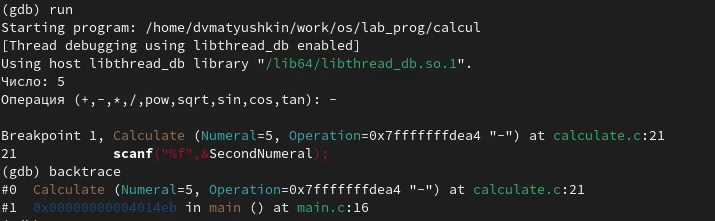 (gdb) run
Starting program: /home/dvmatyushkin/work/os/lab_prog/calcul
[Thread debugging using libthread_db enabled]
Using host libthread_db library "/lib64/libthread_db.so.1".
Число: 5
Операция (+,-,*,/,pow,sqrt,sin,cos,tan): -
Breakpoint 1, Calculate (Numeral=5, Operation=0x7fffffffdea4 "-") at calculate.c:21
21 scanf("%f",&SecondNumeral);
(gdb) backtrace
#0 Calculate (Numeral=5, Operation=0x7fffffffdea4 "-") at calculate.c:21
#1 0x00000000004014eb in main () at main.c:16